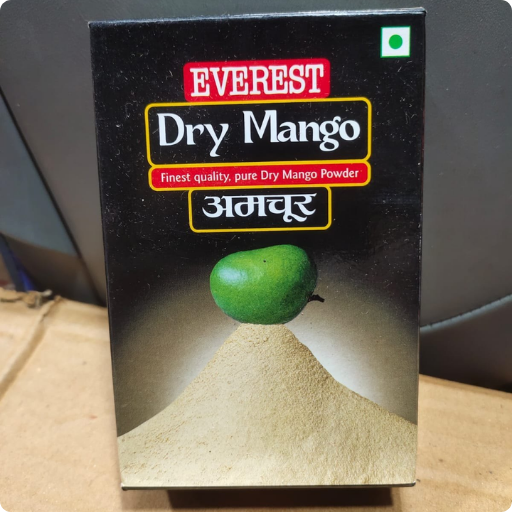 EVEREST
Dry Mango
Finest quality, pure Dry Mango Powder
अमचूर